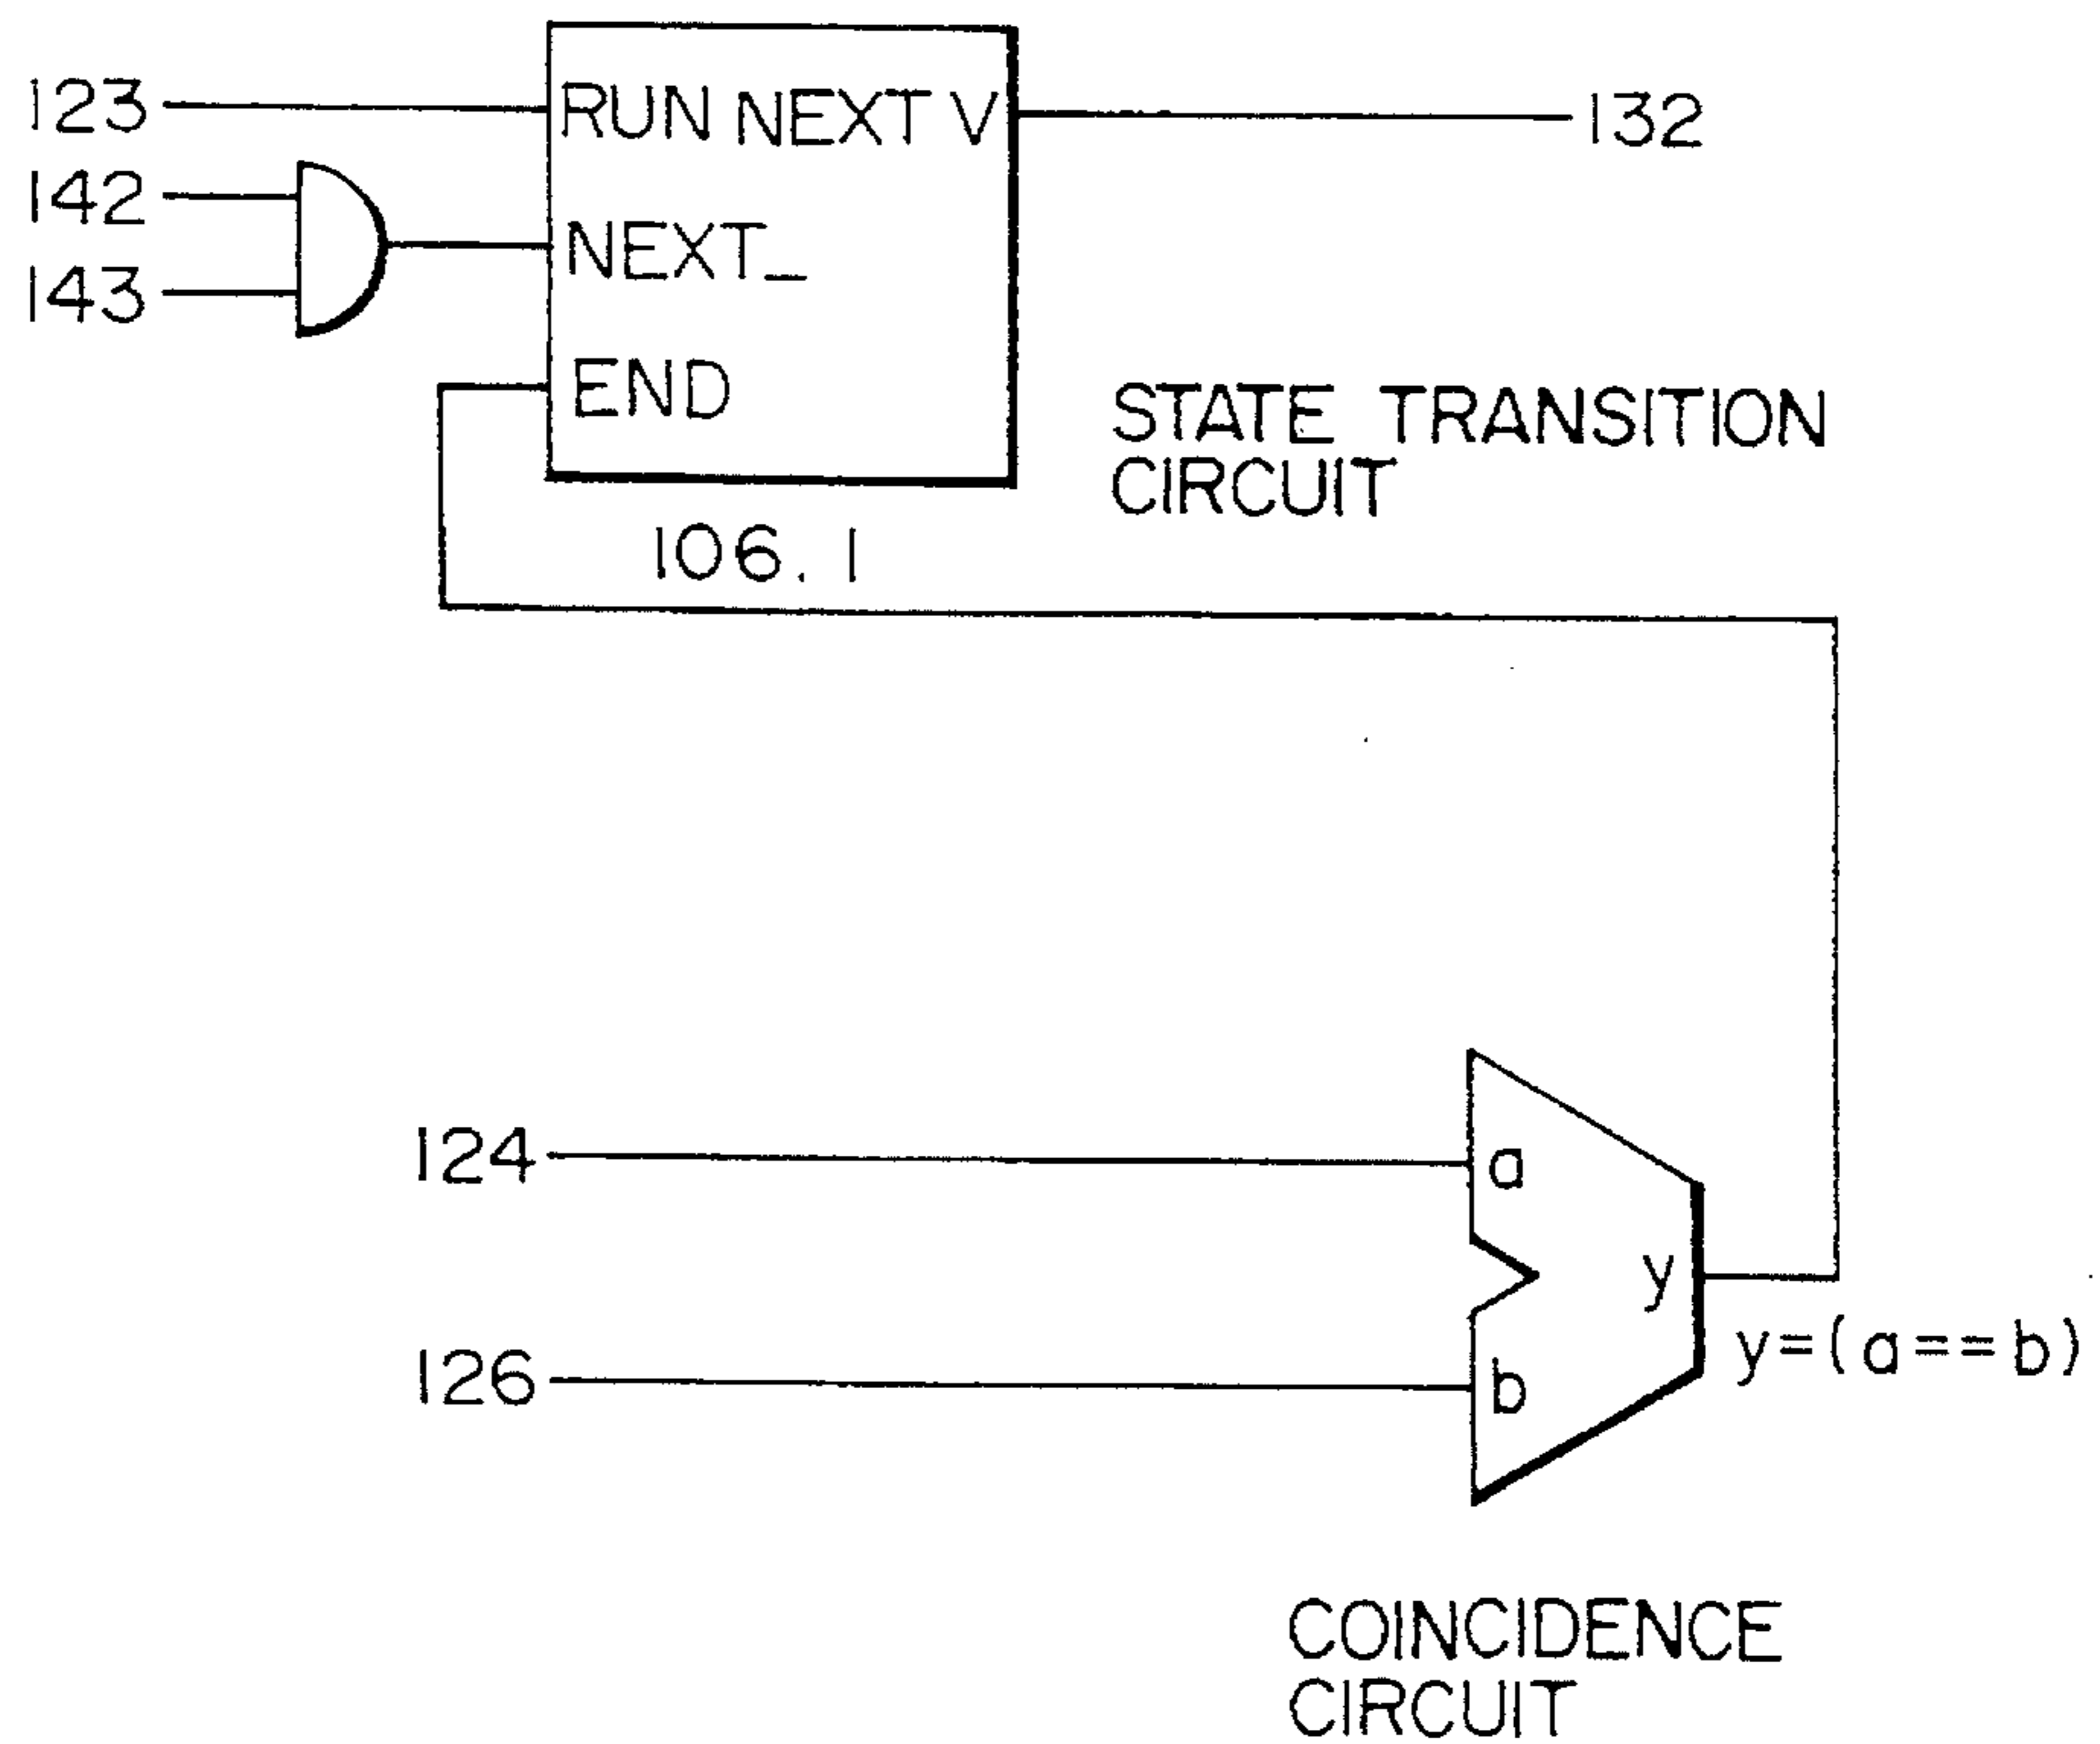 123
RUN NEXT V
132
142
NEXT_
143
END
STATE TRANSITION
CIRCUIT
106.1
124
a
y
y=(a==b)
126
b
COINCIDENCE
CIRCUIT